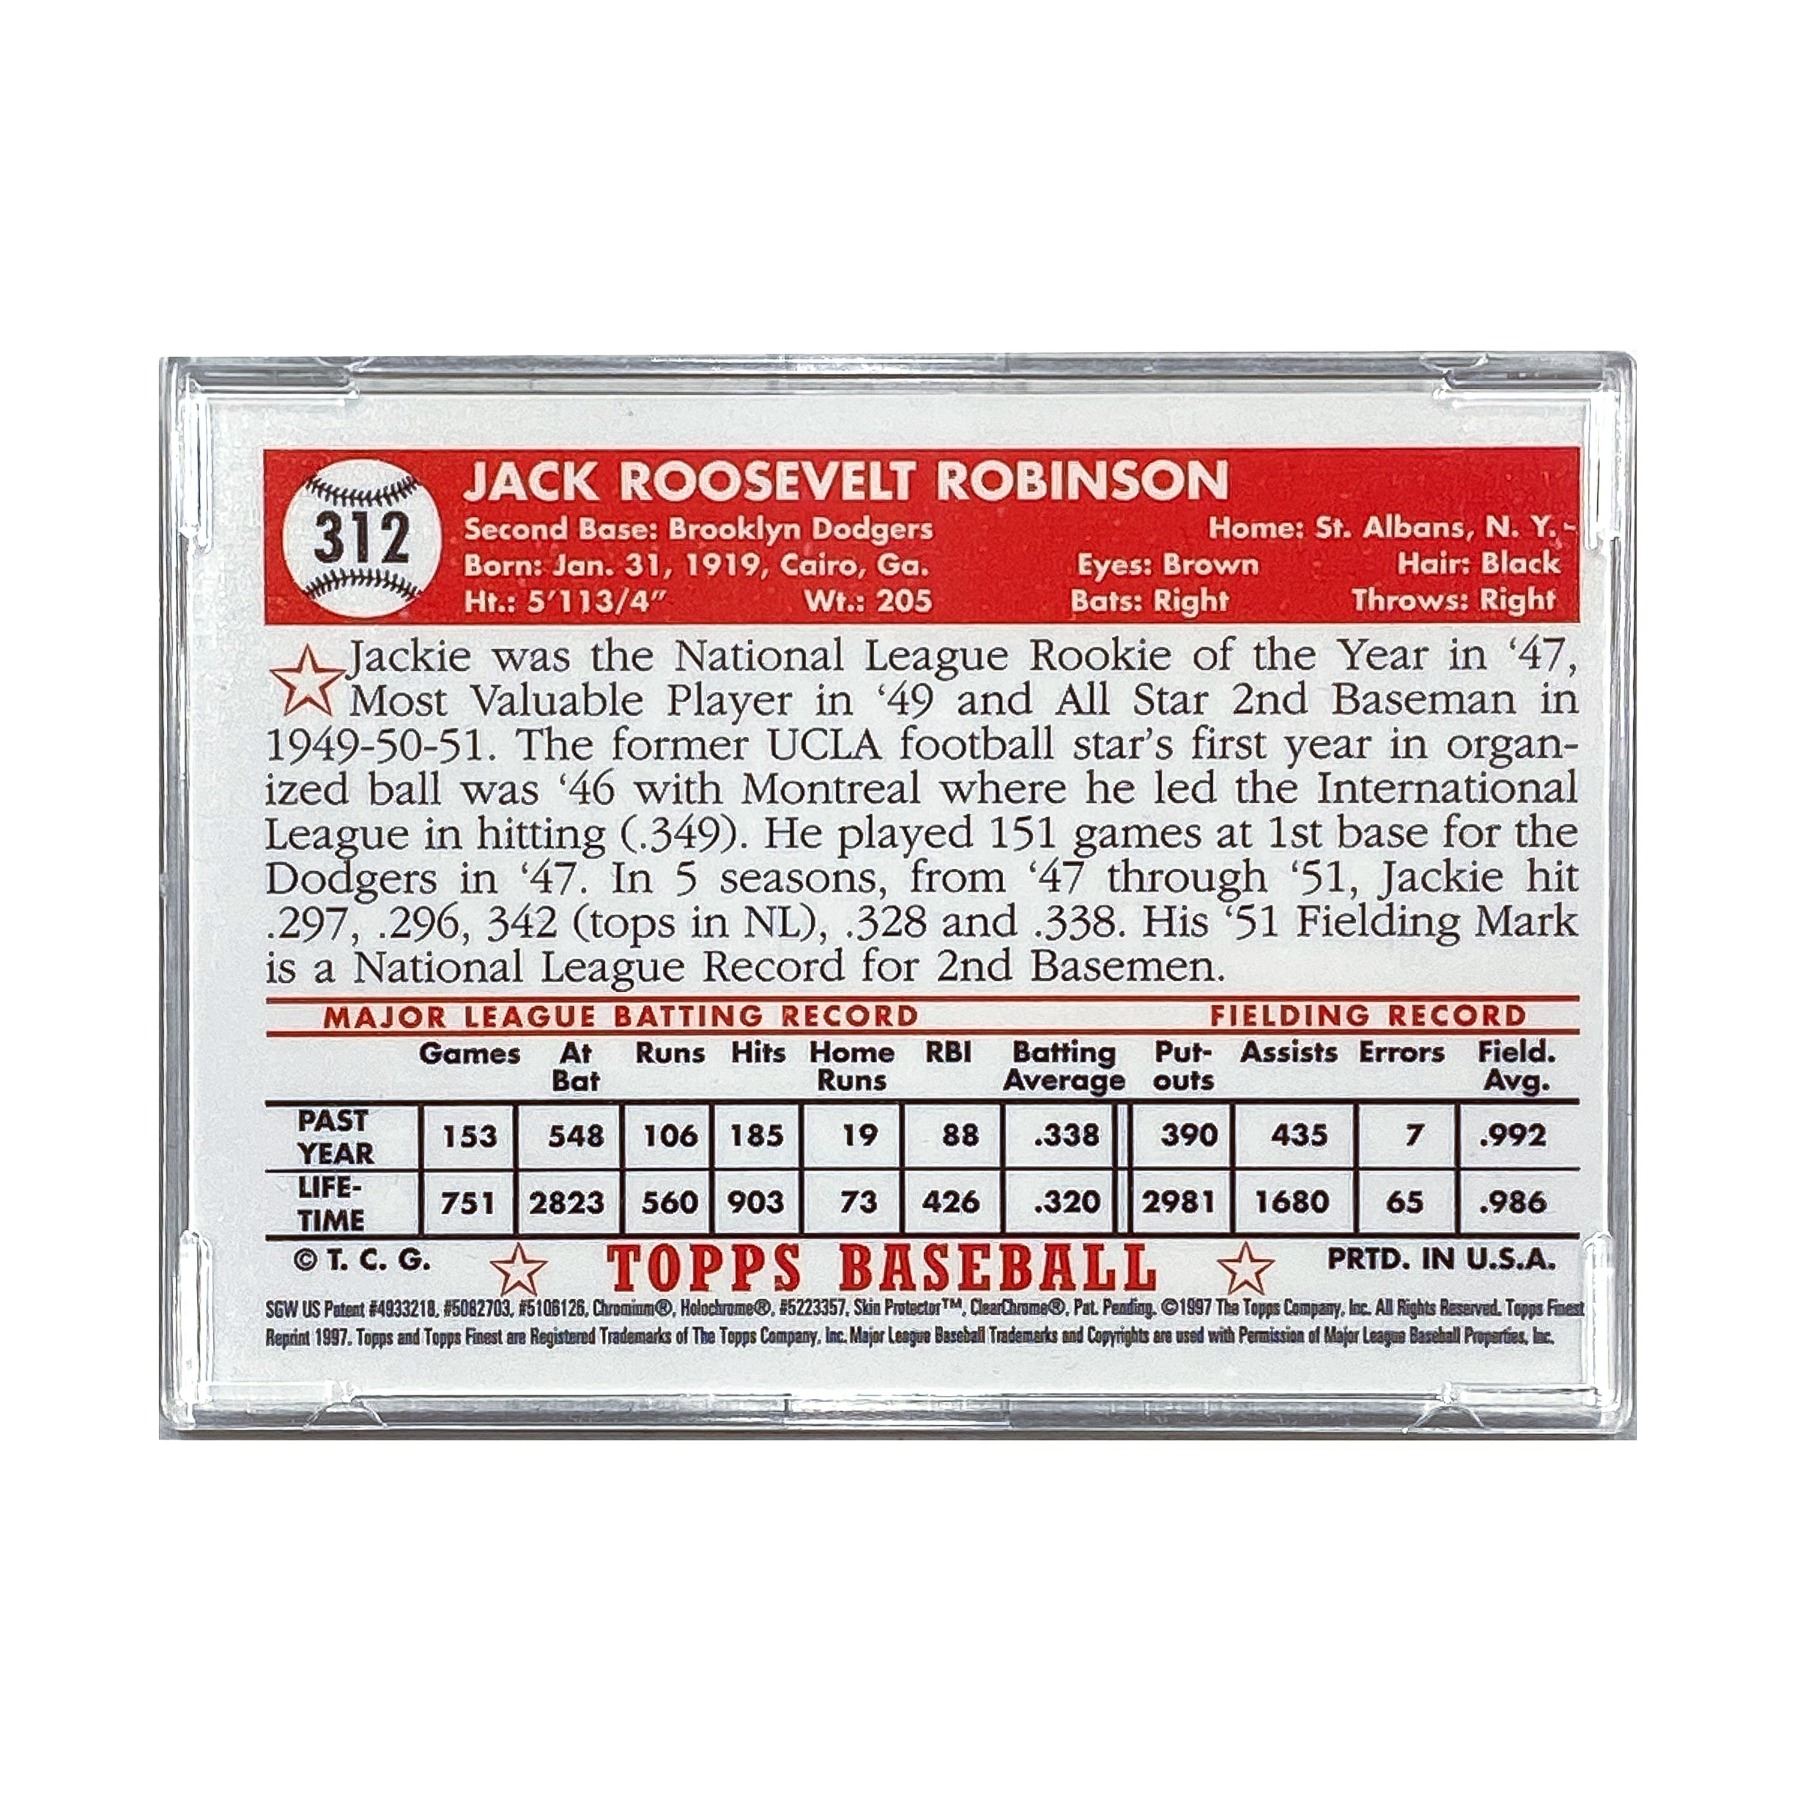 312
JACK ROOSEVELT ROBINSON
Second Base: Brooklyn Dodgers Home: St. Albans, N. Y.
Born: Jan. 31, 1919, Cairo, Ga. Eyes: Brown Hair: Black
Ht.: 5'113/4" Wt.: 205 Bats: Right Throws: Right
Jackie was the National League Rookie of the Year in ‘47,
Most Valuable Player in ‘49 and All Star 2nd Baseman in
1949-50-51. The former UCLA football star's first year in organ-
ized ball was ‘46 with Montreal where he led the International
League in hitting (.349). He played 151 games at 1st base for the
Dodgers in ‘47. In 5 seasons, from ‘47 through ‘51, Jackie hit
.297, .296, 342 (tops in NL), .328 and .338. His ‘51 Fielding Mark
is a National League Record for 2nd Basemen.
MAJOR LEAGUE BATTING RECORD FIELDING RECORD
Games At Runs Hits Home RBI Batting Put- Assists Errors Field.
Bat Runs Average outs Avg.
PAST
YEAR 153 548 106 185 19 88 .338 390 435 7 .992
LIFE-
TIME 751 2823 560 903 73 426 .320 2981 1680 65 .986
© T. C. G. TOPPS BASEBALL PRTD. IN U.S.A.
SGW US Patent #4933218, #5082703, #5106126, Chromium®, Holochrome®, #5223357, Skin Protector™, ClearChrome®, Pat. Pending. ©1997 The Topps Company, Inc. All Rights Reserved. Topps Finest
Reprint 1997. Topps and Topps Finest are Registered Trademarks of The Topps Company, Inc. Major League Baseball Trademarks and Copyrights are used with Permission of Major League Baseball Properties, Inc.